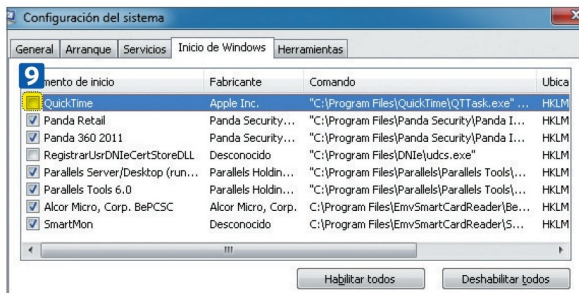 Configuración del sistema
General Arranque Servicios Inicio de Windows Herramientas
9
mento de inicio Fabricante Comando Ubica
QuickTime Apple Inc. "C:\Program Files\QuickTime\QTTask.exe" ... HKLM
Panda Retail Panda Security... "C:\Program Files\Panda Security\Panda I... HKLM
Panda 360 2011 Panda Security... "C:\Program Files\Panda Security\Panda I... HKLM
RegistrarUsrDNIeCertStoreDLL Desconocido "C:\Program Files\DNIe\udcs.exe" HKLM
Parallels Server/Desktop (run... Parallels Holdin... "C:\Program Files\Parallels\Parallels Tools\... HKLM
Parallels Tools 6.0 Parallels Holdin... "C:\Program Files\Parallels\Parallels Tools\... HKLM
Alcor Micro, Corp. BePCSC Alcor Micro, Corp. C:\Program Files\EmvSmartCardReader\Be... HKLM
SmartMon Desconocido C:\Program Files\EmvSmartCardReader\S... HKLM
Habilitar todos Deshabilitar todos